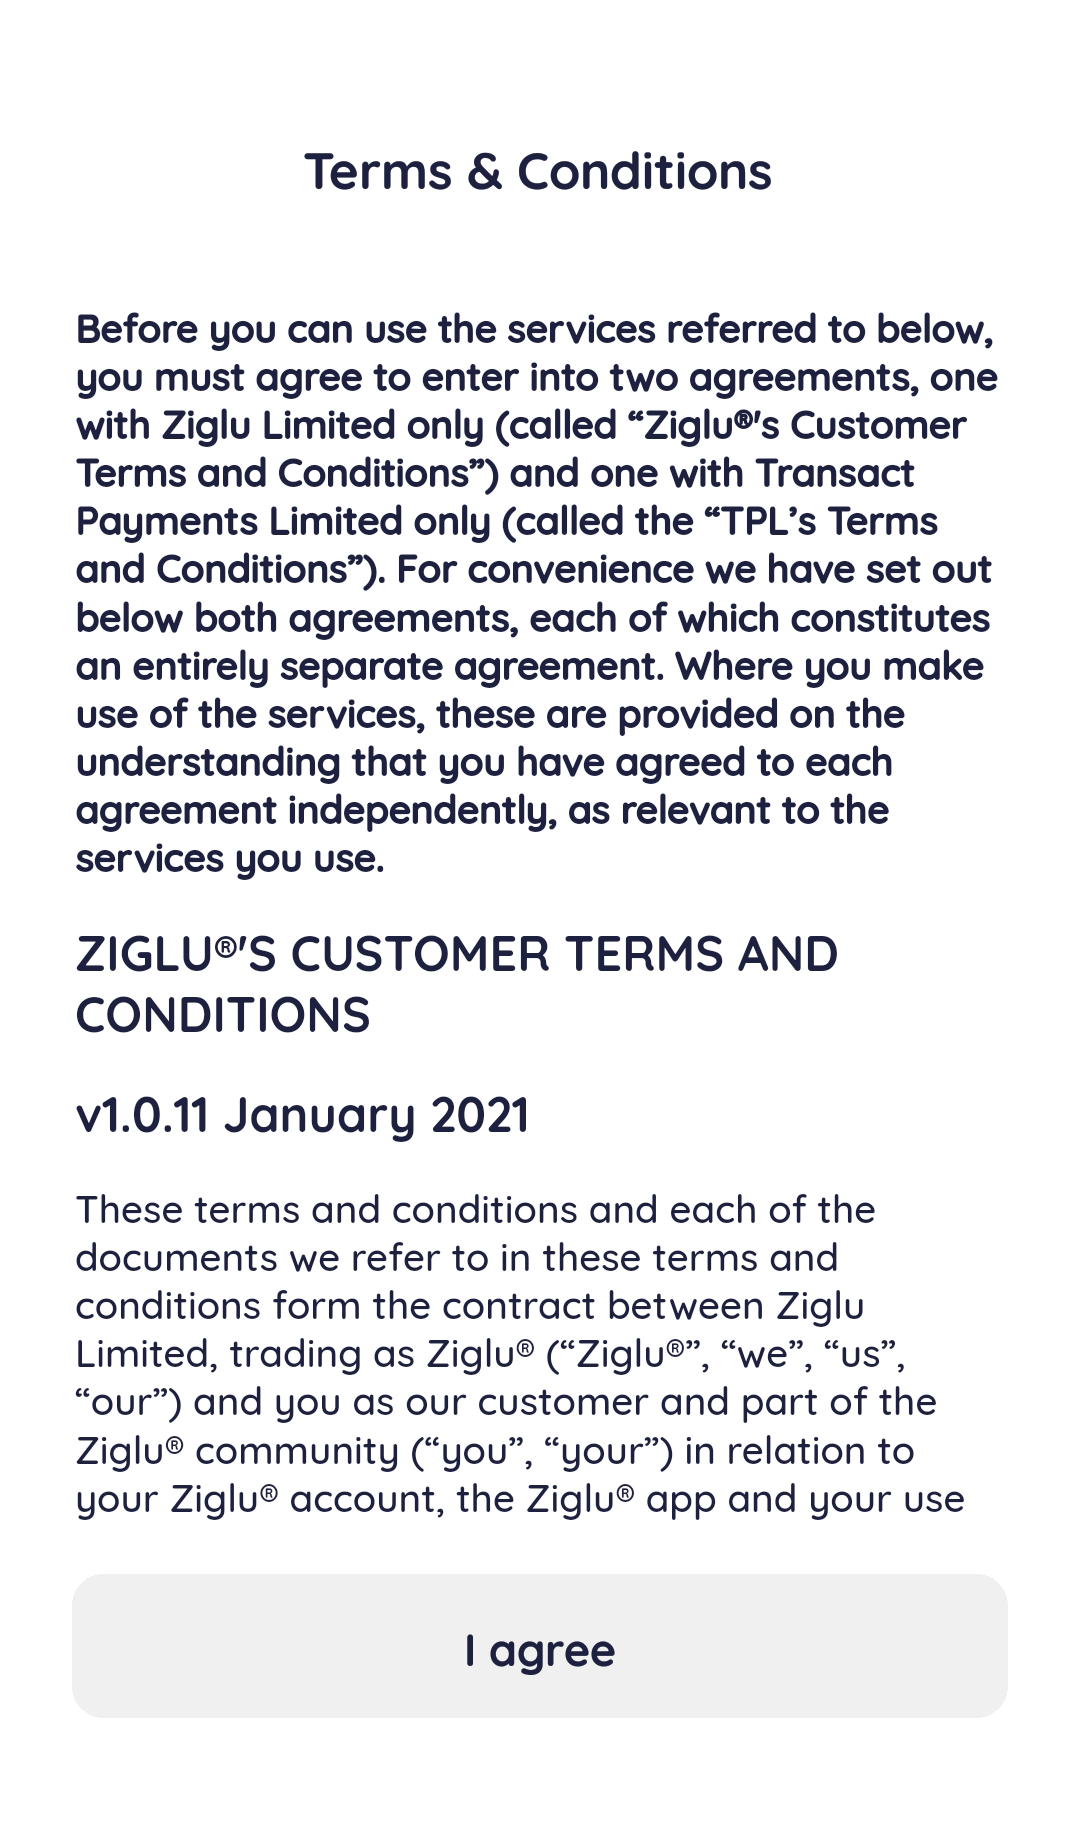 Terms & Conditions
Before you can use the services referred to below,
you must agree to enter into two agreements, one
with Ziglu Limited only (called “Ziglu®'s Customer
Terms and Conditions”) and one with Transact
Payments Limited only (called the “TPL’s Terms
and Conditions”). For convenience we have set out
below both agreements, each of which constitutes
an entirely separate agreement. Where you make
use of the services, these are provided on the
understanding that you have agreed to each
agreement independently, as relevant to the
services you use.
ZIGLU®'S CUSTOMER TERMS AND
CONDITIONS
v1.0.11 January 2021
These terms and conditions and each of the
documents we refer to in these terms and
conditions form the contract between Ziglu
Limited, trading as Ziglu® (“Ziglu®”, “we”, “us”,
“our”) and you as our customer and part of the
Ziglu® community (“you”, “your”) in relation to
your Ziglu® account, the Ziglu® app and your use
I agree